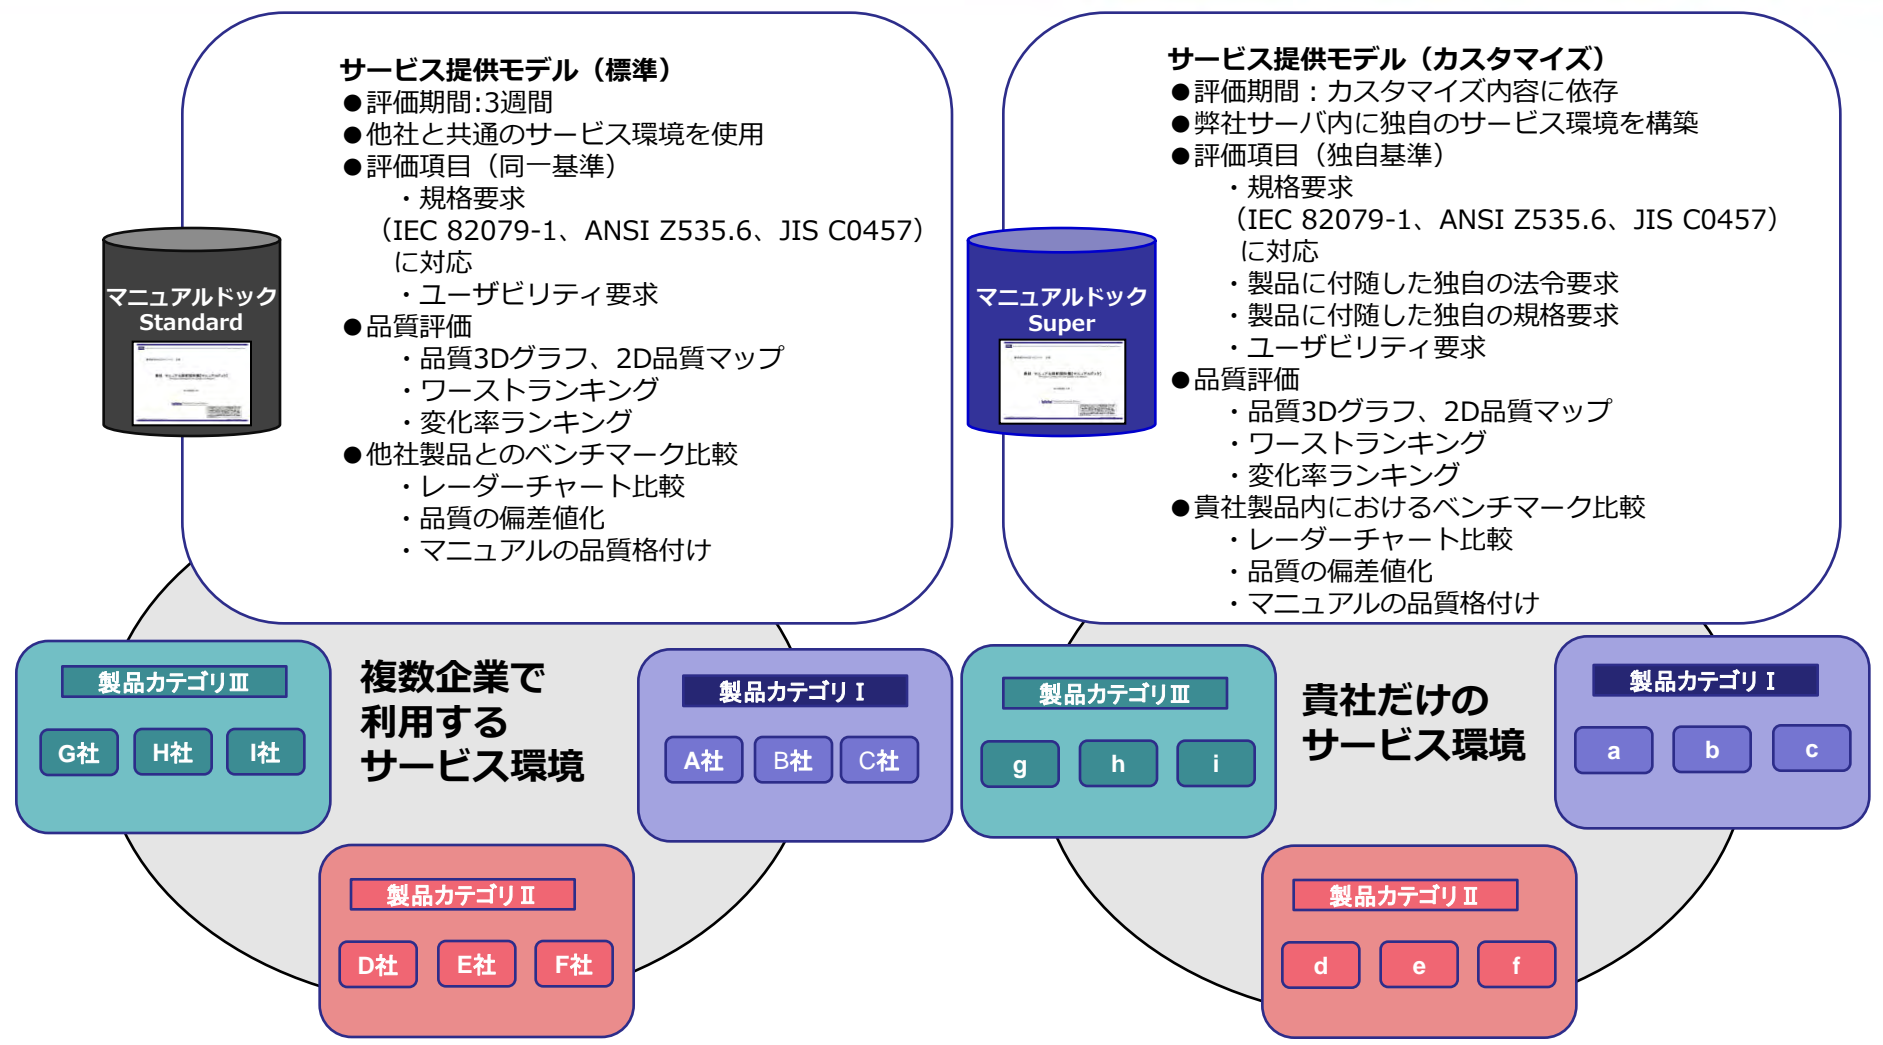 サービス提供モデル（標準）
●評価期間:3週間
●他社と共通のサービス環境を使用
●評価項目（同一基準）
・規格要求
（IEC 82079-1、ANSI Z535.6、JIS C0457）
に対応
・ユーザビリティ要求
●品質評価
・品質3Dグラフ、2D品質マップ
・ワーストランキング
・変化率ランキング
●他社製品とのベンチマーク比較
・レーダーチャート比較
・品質の偏差値化
・マニュアルの品質格付け
マニュアルドック
Standard
複数企業で
利用する
サービス環境
製品カテゴリⅢ
G社
H社
I社
製品カテゴリⅠ
A社
B社
C社
製品カテゴリⅡ
D社
E社
F社
サービス提供モデル（カスタマイズ）
●評価期間：カスタマイズ内容に依存
●弊社サーバ内に独自のサービス環境を構築
●評価項目（独自基準）
・規格要求
（IEC 82079-1、ANSI Z535.6、JIS C0457）
に対応
・製品に付随した独自の法令要求
・製品に付随した独自の規格要求
・ユーザビリティ要求
●品質評価
・品質3Dグラフ、2D品質マップ
・ワーストランキング
・変化率ランキング
●貴社製品内におけるベンチマーク比較
・レーダーチャート比較
・品質の偏差値化
・マニュアルの品質格付け
マニュアルドック
Super
貴社だけの
サービス環境
製品カテゴリⅢ
g
h
i
製品カテゴリⅠ
a
b
c
製品カテゴリⅡ
d
e
f